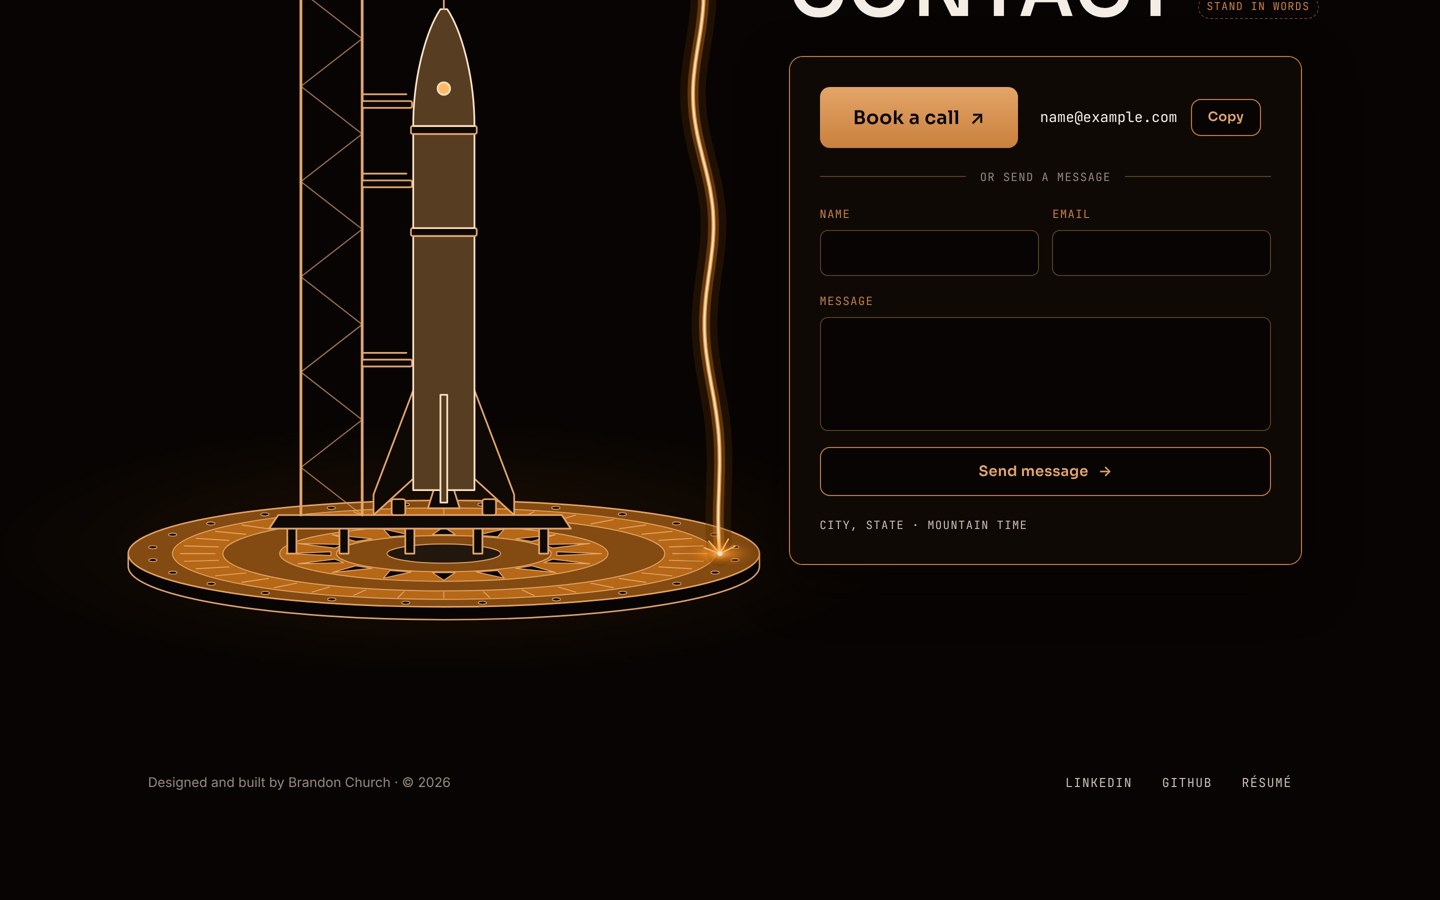 CONTACT
STAND IN WORDS
Book a call ↗
name@example.com
Copy
OR SEND A MESSAGE
NAME
EMAIL
MESSAGE
Send message →
CITY, STATE · MOUNTAIN TIME
Designed and built by Brandon Church · © 2026
LINKEDIN
GITHUB
RÉSUMÉ